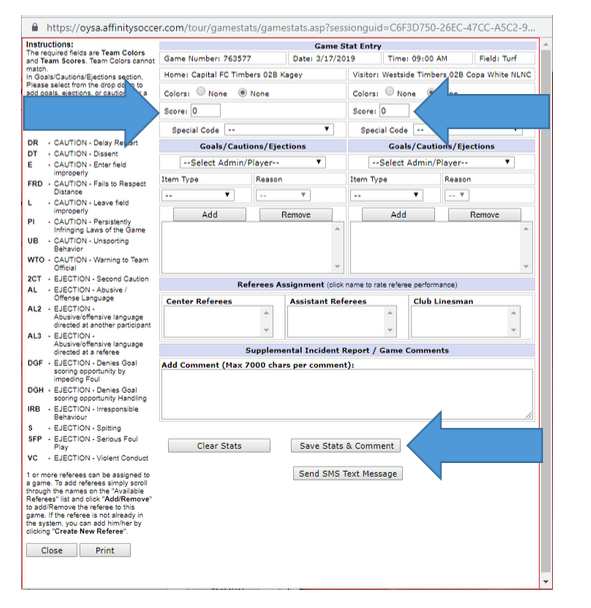 https://oysa.affinitysoccer.com/tour/gamestats/gamestats.asp?sessionguid=C6F3D750-26EC-47CC-A5C2-9...
Instructions:
The required fields are Team Colors
and Team Scores. Team Colors cannot
match.
In Goals/Cautions/Ejections section,
Please select from the drop down to
add goals, ejections, or cautions for a
DR - CAUTION - Delay Restart
DT - CAUTION - Dissent
E - CAUTION - Enter field
improperly
FRD - CAUTION - Fails to Respect
Distance
L - CAUTION - Leave field
improperly
PI - CAUTION - Persistently
Infringing Laws of the Game
UB - CAUTION - Unsporting
Behavior
WTO - CAUTION - Warning to Team
Official
2CT - EJECTION - Second Caution
AL - EJECTION - Abusive /
Offense Language
AL2 - EJECTION -
Abusive/offensive language
directed at another participant
AL3 - EJECTION -
Abusive/offensive language
directed at a referee
DGF - EJECTION - Denies Goal
scoring opportunity by
impeding Foul
DGH - EJECTION - Denies Goal
scoring opportunity Handling
IRB - EJECTION - Irresponsible
Behaviour
S - EJECTION - Spitting
SFP - EJECTION - Serious Foul
Play
VC - EJECTION - Violent Conduct
1 or more referees can be assigned to
a game. To add referees simply scroll
through the names on the "Available
Referees" list and click "Add/Remove"
to add/Remove the referee to this
game. If the referee is not already in
the system, you can add him/her by
clicking "Create New Referee".
Close Print
Game Stat Entry
Game Number: 763577 Date: 3/17/2019 Time: 09:00 AM Field: Turf
Home: Capital FC Timbers 02B Kagey Visitor: Westside Timbers 02B Copa White NLNC
Colors: None None Colors: None None
Score: 0 Score: 0
Special Code -- Special Code --
Goals/Cautions/Ejections Goals/Cautions/Ejections
--Select Admin/Player-- --Select Admin/Player--
Item Type Reason Item Type Reason
-- -- -- --
Add Remove Add Remove
Referees Assignment (click name to rate referee performance)
Center Referees Assistant Referees Club Linesman
Supplemental Incident Report / Game Comments
Add Comment (Max 7000 chars per comment):
Clear Stats Save Stats & Comment
Send SMS Text Message